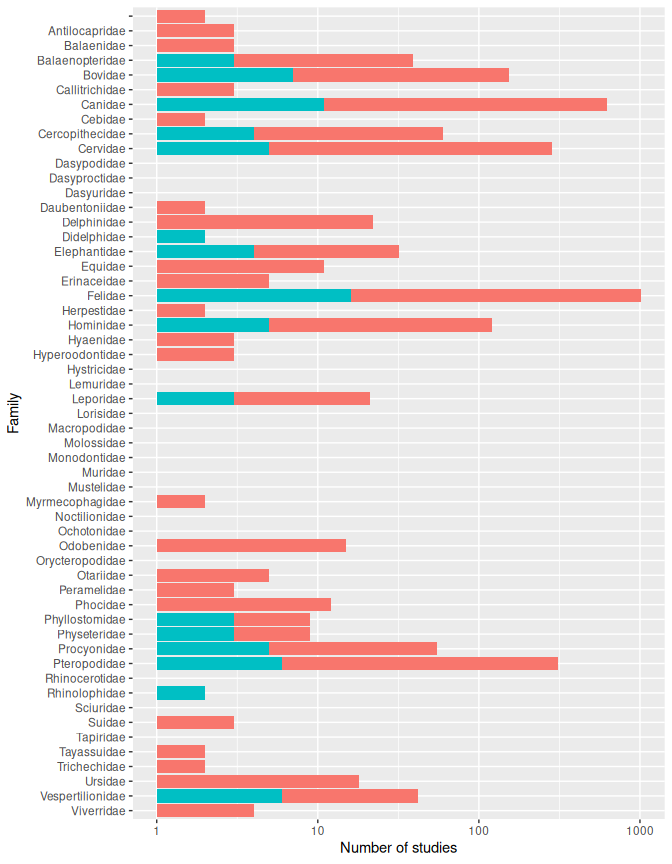 Antilocapridae
Balaenidae
Balaenopteridae
Bovidae
Callitrichidae
Canidae
Cebidae
Cercopithecidae
Cervidae
Dasypodidae
Dasyproctidae
Dasyuridae
Daubentoniidae
Delphinidae
Didelphidae
Elephantidae
Equidae
Erinaceidae
Felidae
Herpestidae
Hominidae
Hyaenidae
Hyperoodontidae
Hystricidae
Lemuridae
Leporidae
Lorisidae
Macropodidae
Molossidae
Monodontidae
Muridae
Mustelidae
Myrmecophagidae
Noctilionidae
Ochotonidae
Odobenidae
Orycteropodidae
Otariidae
Peramelidae
Phocidae
Phyllostomidae
Physeteridae
Procyonidae
Pteropodidae
Rhinocerotidae
Rhinolophidae
Sciuridae
Suidae
Tapiridae
Tayassuidae
Trichechidae
Ursidae
Vespertilionidae
Viverridae
Family
1 10 100 1000
Number of studies